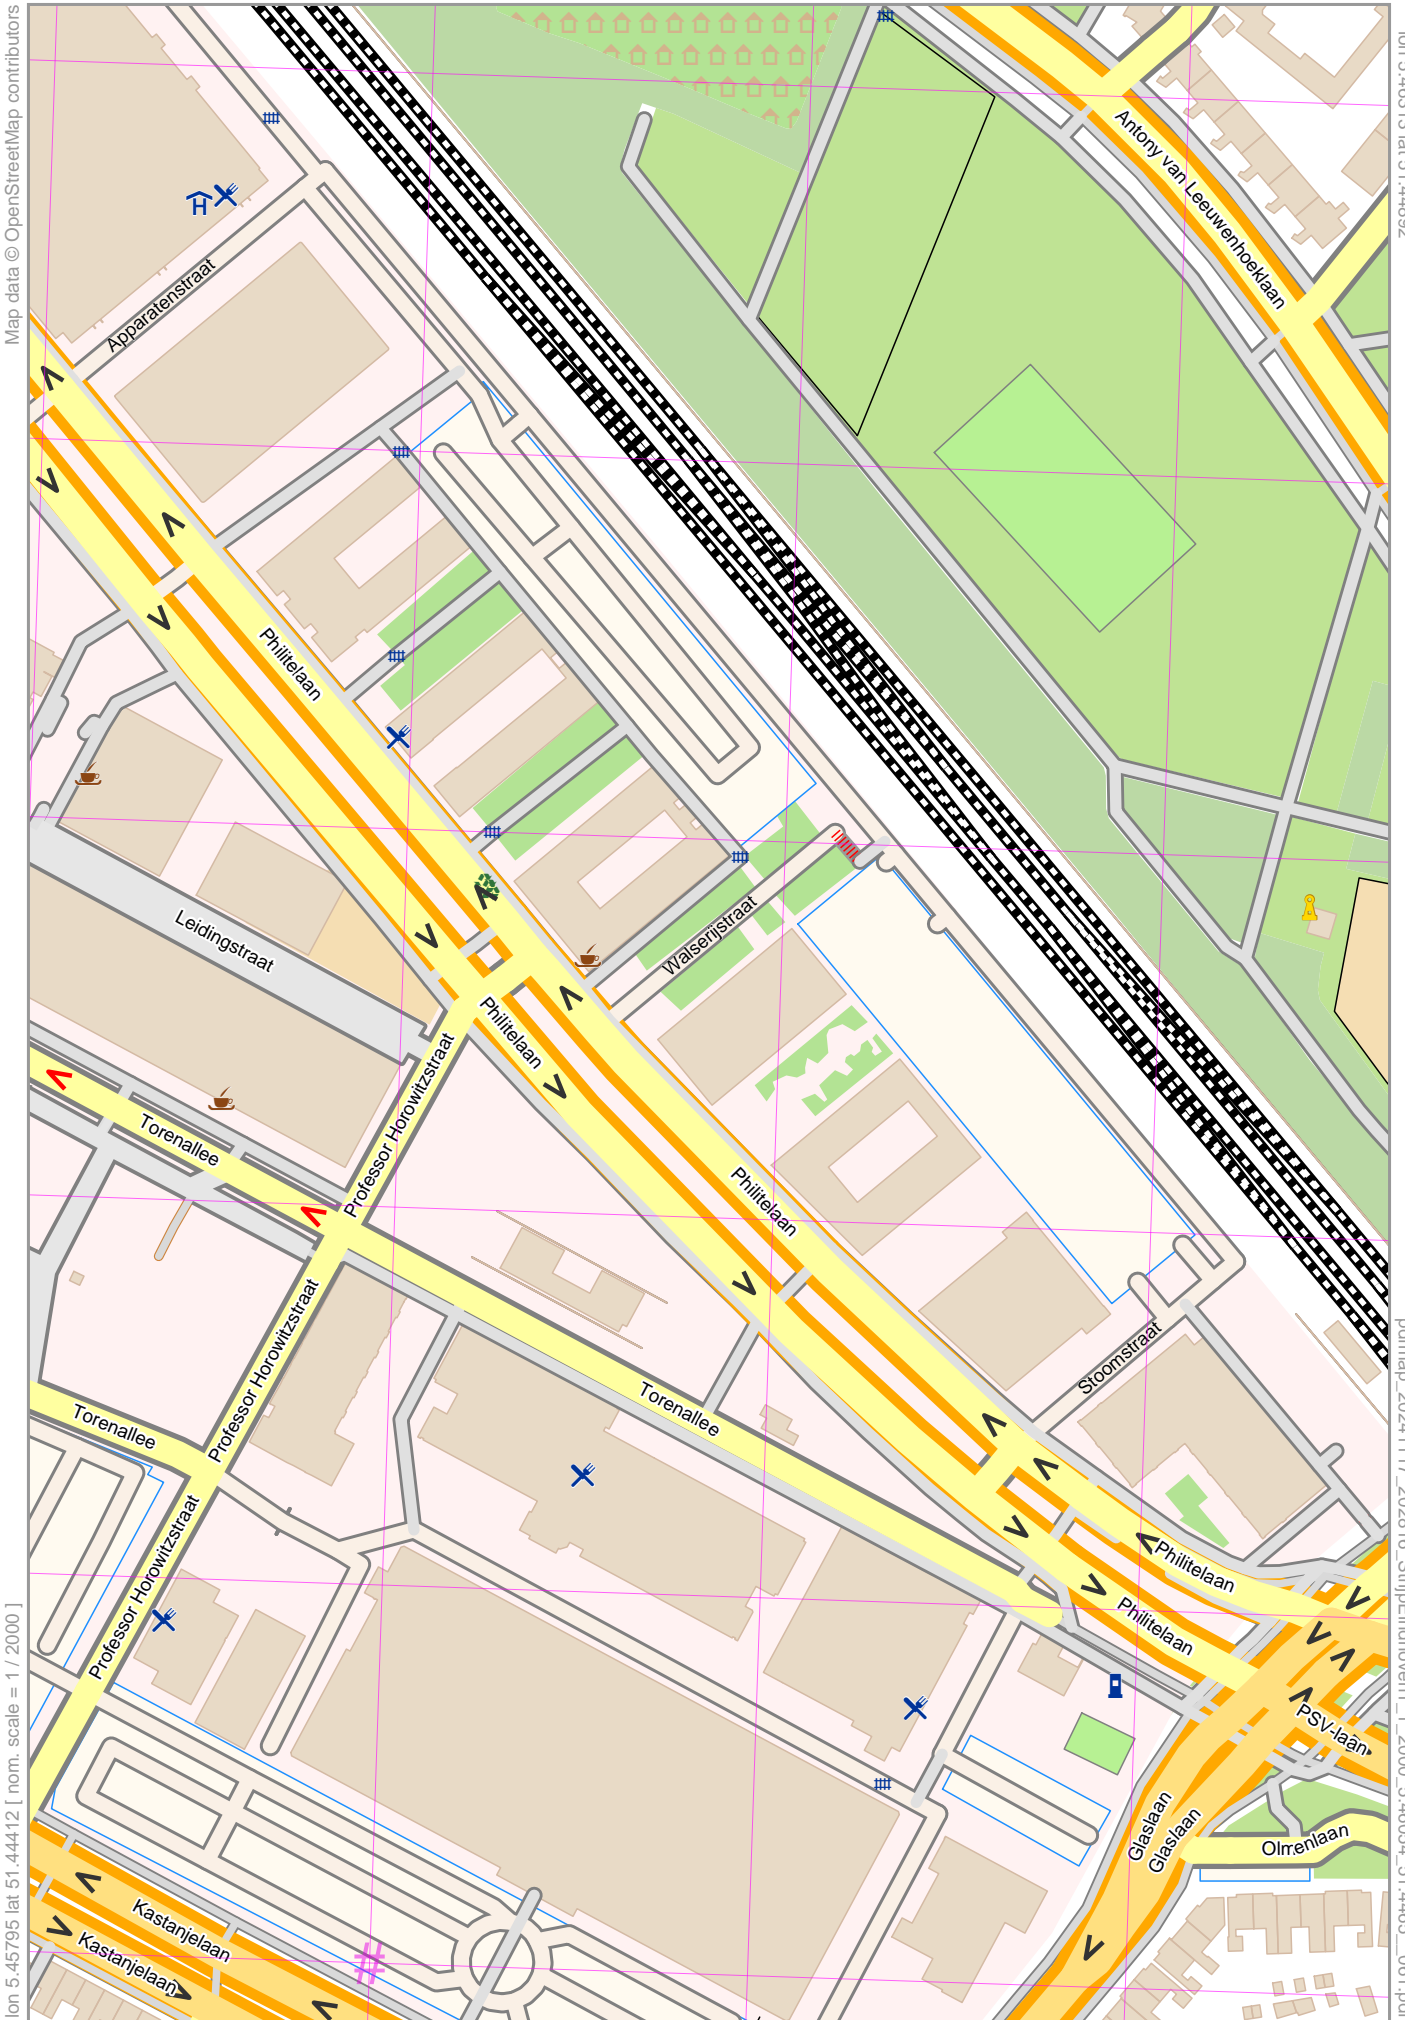 Map data © OpenStreetMap contributors
Antony van Leeuwenhoeklaan
H
Apparatenstraat
Philitelaan
Leidingstraat
Walserijstraat
Philitelaan
Professor Horowitzstraat
Torenallee
Philitelaan
Professor Horowitzstraat
Stoomstraat
Torenallee
Torenallee
Philitelaan
Professor Horowitzstraat
Philitelaan
PSV-laan
Glaslaan
Glaslaan
Olmenlaan
Kastanjelaan
Kastanjelaan
lon 5.45795 lat 51.44412 [ nom. scale = 1 / 2000 ]